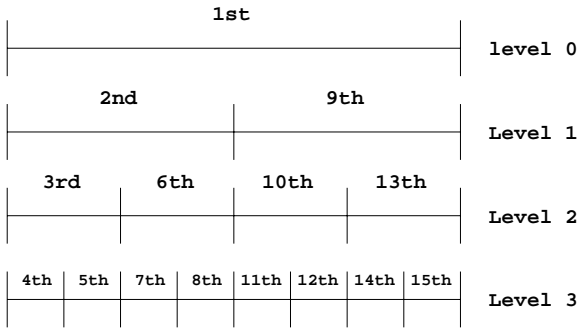 1st
level 0
2nd 9th
Level 1
3rd 6th 10th 13th
Level 2
4th 5th 7th 8th 11th 12th 14th 15th
Level 3